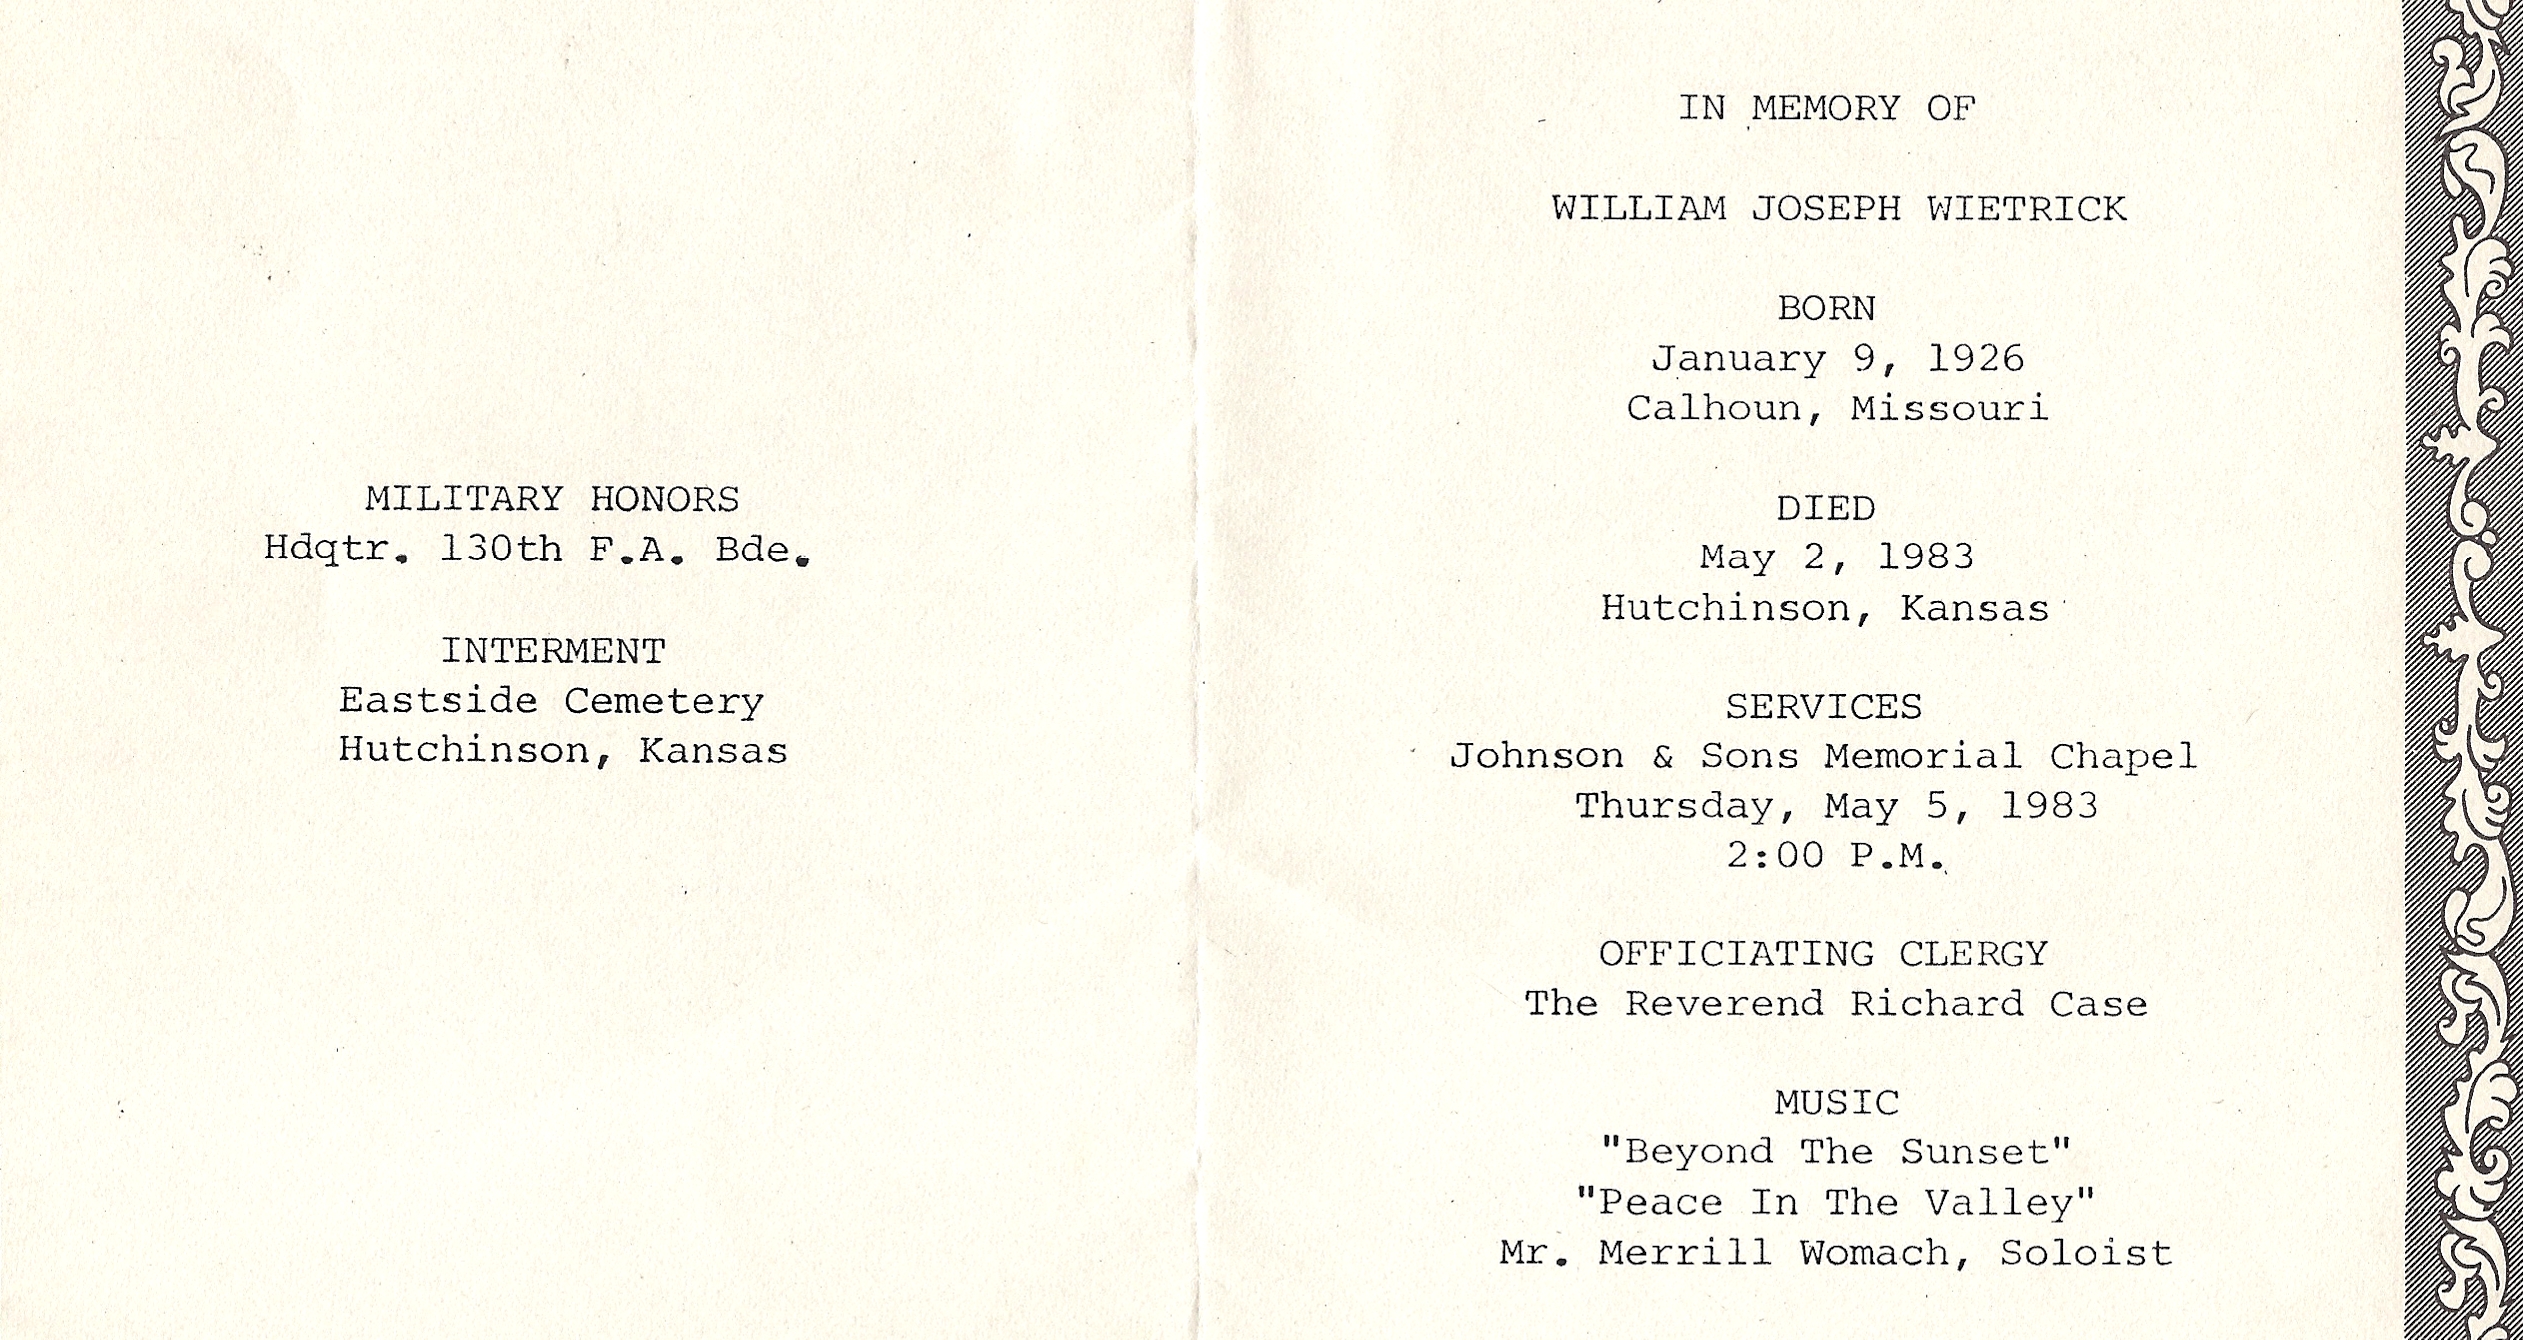 MILITARY HONORS
Hdqtr. 130th F.A. Bde.
INTERMENT
Eastside Cemetery
Hutchinson, Kansas
IN MEMORY OF
WILLIAM JOSEPH WIETRICK
BORN
January 9, 1926
Calhoun, Missouri
DIED
May 2, 1983
Hutchinson, Kansas
SERVICES
Johnson & Sons Memorial Chapel
Thursday, May 5, 1983
2:00 P.M.
OFFICIATING CLERGY
The Reverend Richard Case
MUSIC
"Beyond The Sunset"
"Peace In The Valley"
Mr. Merrill Womach, Soloist